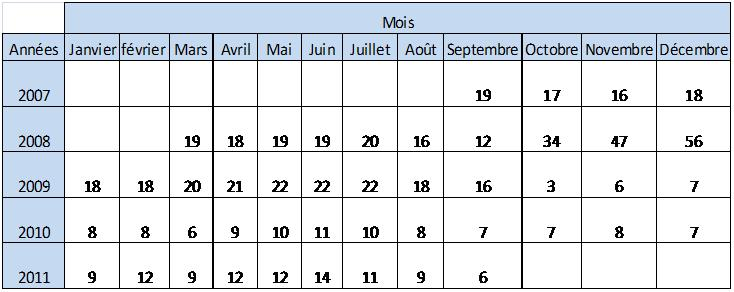 Mois
Années Janvier février Mars Avril Mai Juin Juillet Août Septembre Octobre Novembre Décembre
2007 19 17 16 18
2008 19 18 19 19 20 16 12 34 47 56
2009 18 18 20 21 22 22 22 18 16 3 6 7
2010 8 8 6 9 10 11 10 8 7 7 8 7
2011 9 12 9 12 12 14 11 9 6